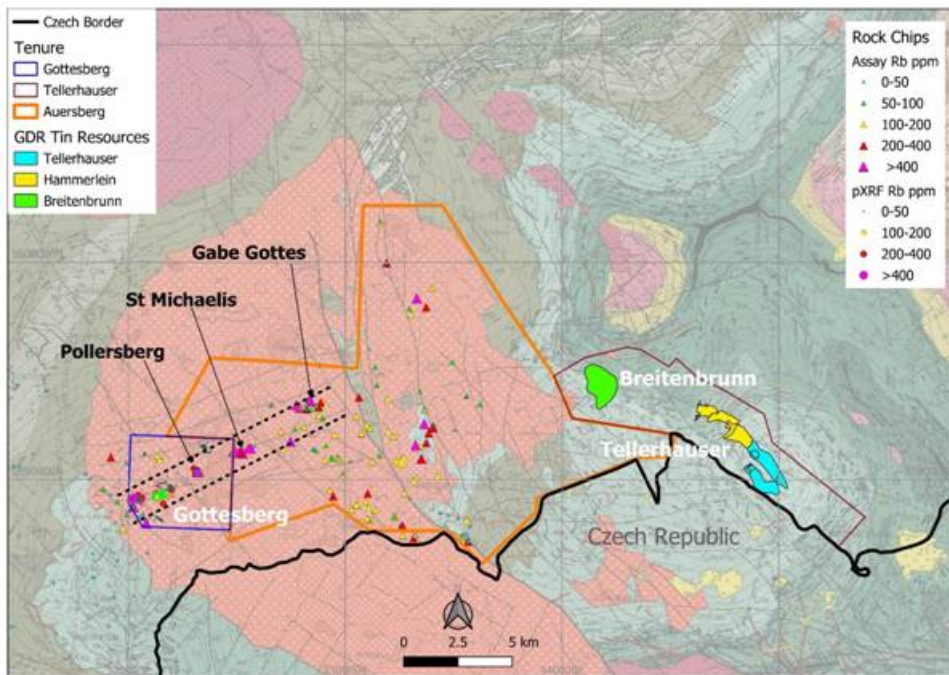 Czech Border
Tenure
Gottesberg
Tellerhauser
Auersberg
GDR Tin Resources
Tellerhauser
Hammerlein
Breitenbrunn
Rock Chips
Assay Rb ppm
0-50
50-100
100-200
200-400
>400
pXRF Rb ppm
0-50
100-200
200-400
>400
Gabe Gottes
St Michaelis
Pollersberg
Breitenbrunn
Tellerhauser
Gottesberg
Czech Republic
0 2.5 5 km